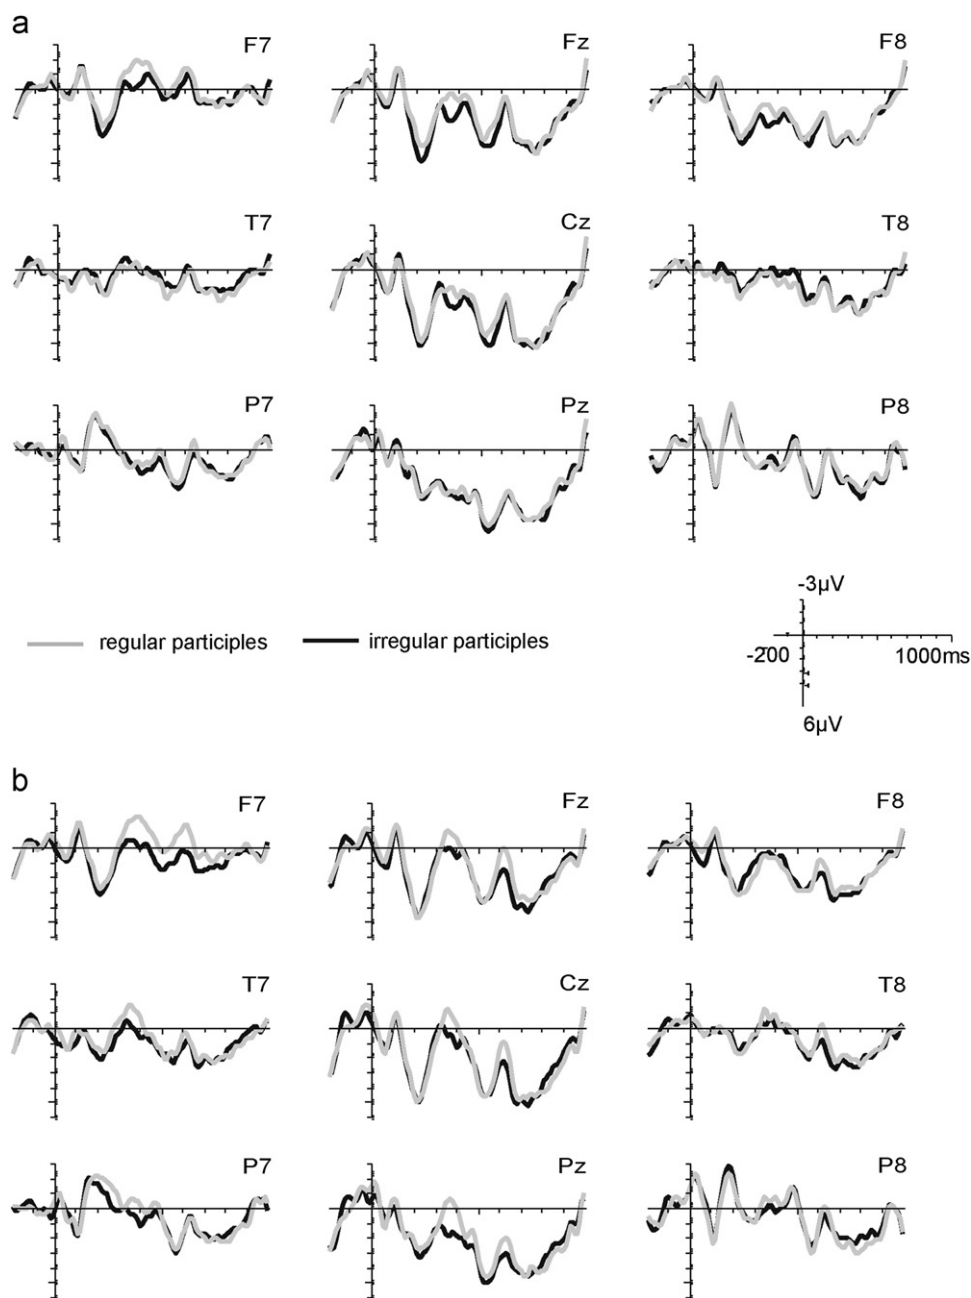 a
F7 Fz F8
T7 Cz T8
P7 Pz P8
-3µV
regular participles irregular participles
-200 1000ms
6µV
b
F7 Fz F8
T7 Cz T8
P7 Pz P8